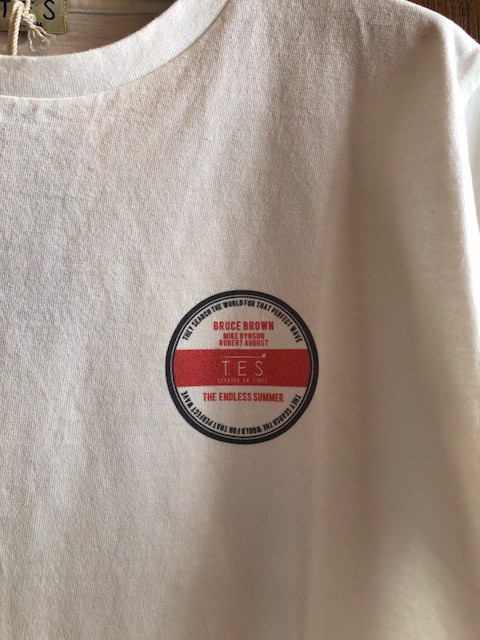 TES
THEY SEARCH THE WORLD FOR THAT PERFECT WAVE
BRUCE BROWN
MIKE HYNSON
ROBERT AUGUST
TES
THE ENDLESS SUMMER
THEY SEARCH THE WORLD FOR THAT PERFECT WAVE